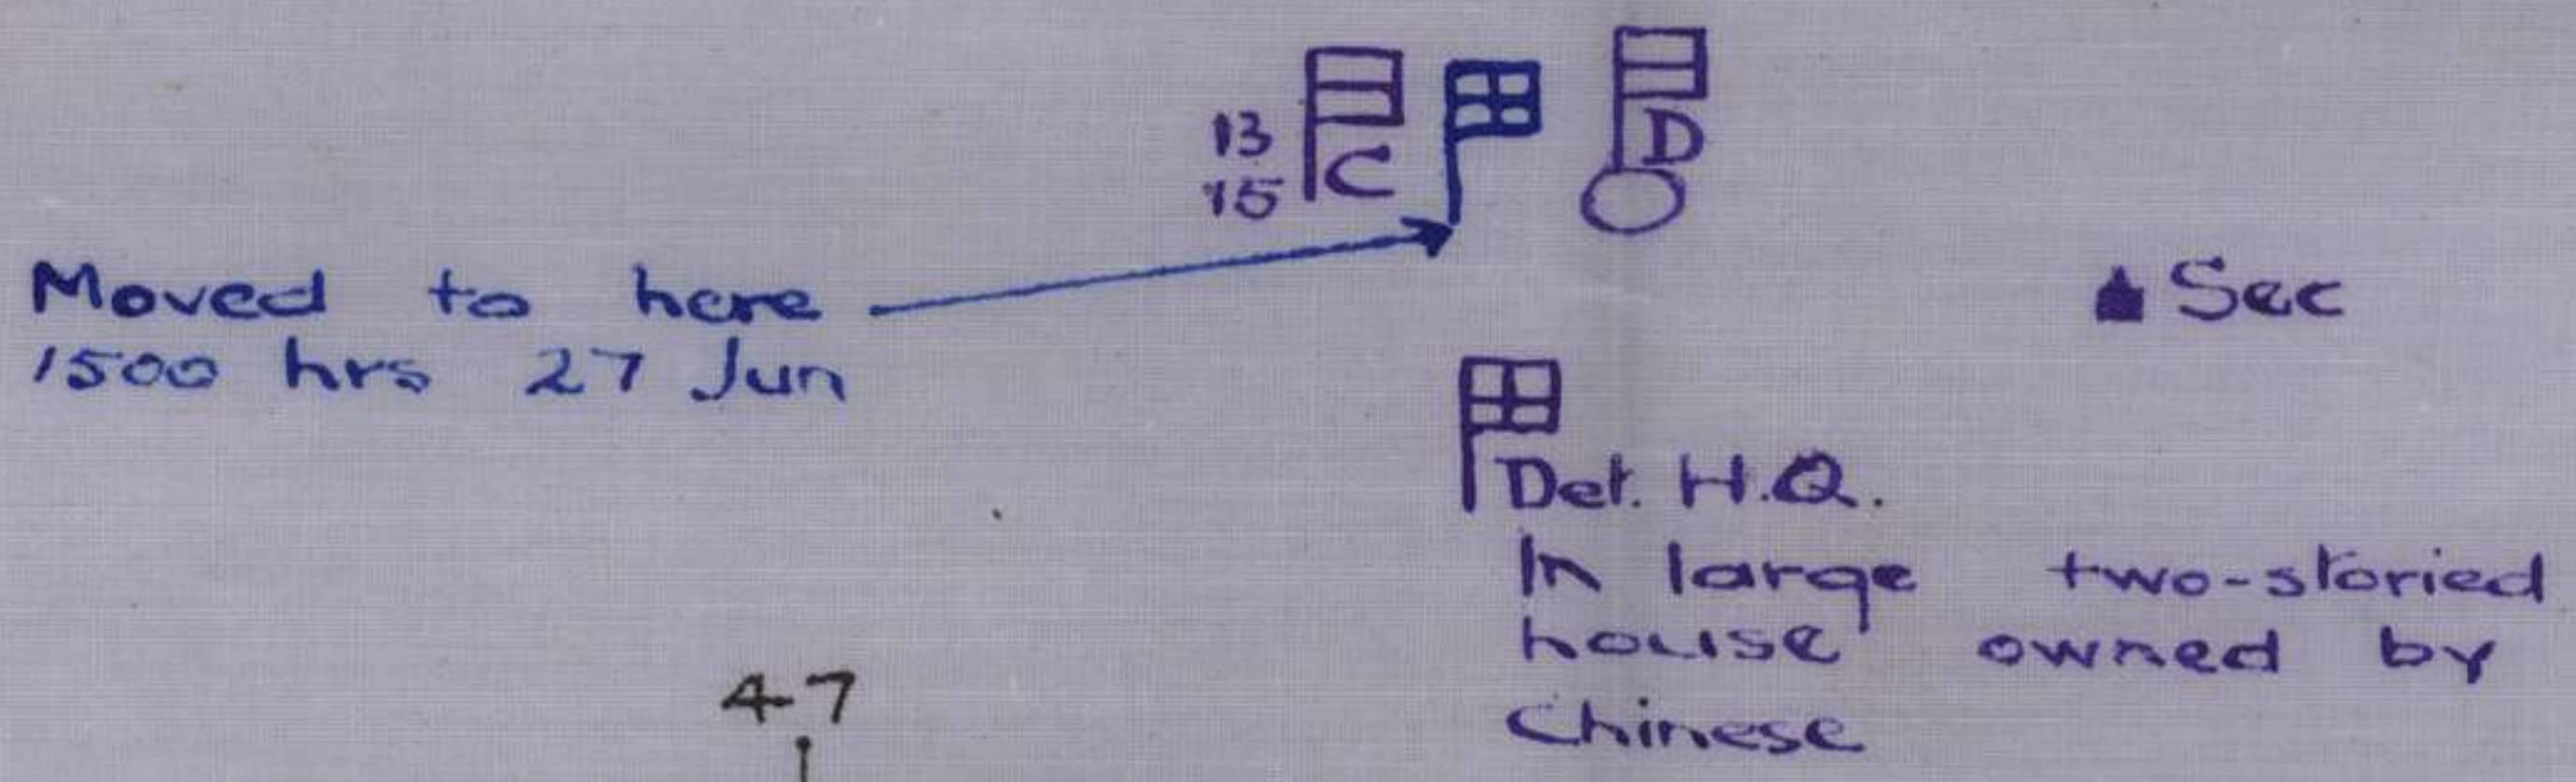 13
15
C
D
Moved to here
1500 hrs 27 Jun
Sec
Det. H.Q.
In large two-storied
house owned by
Chinese
47